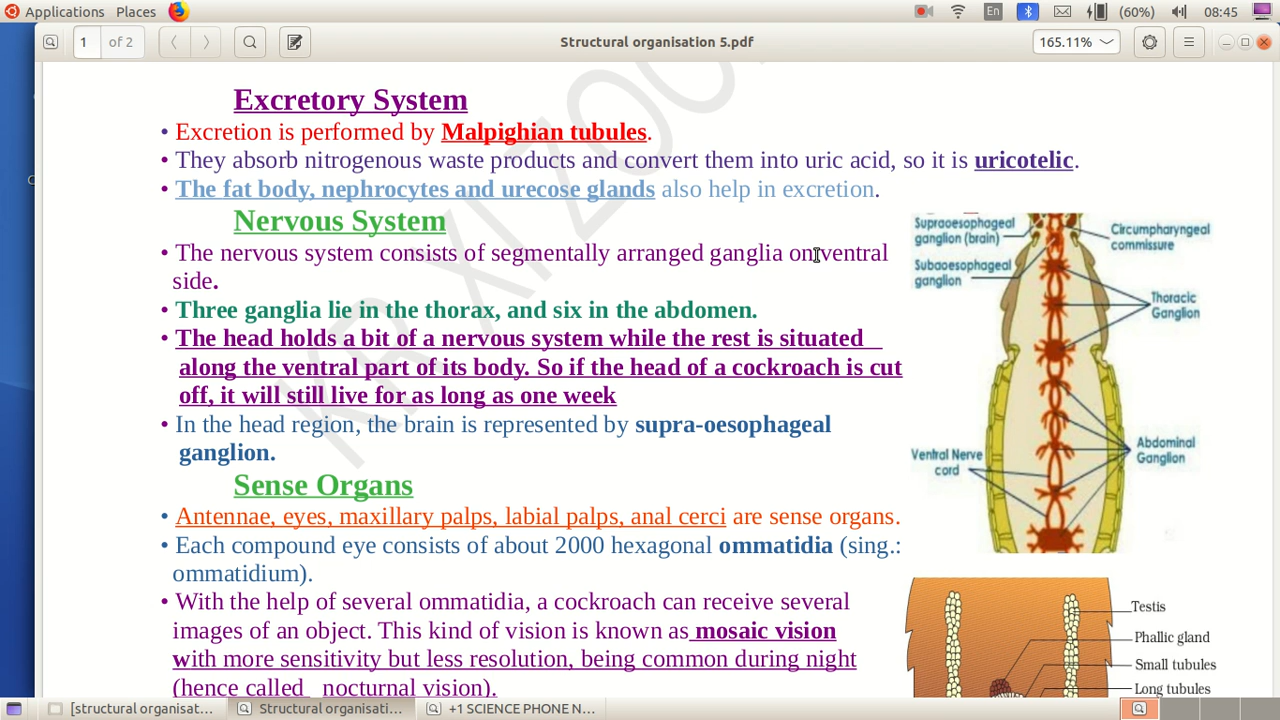 Applications Places En (60%) 08:45
1 of 2 Structural organisation 5.pdf 165.11%
KR XI ZOO
Excretory System
• Excretion is performed by Malpighian tubules.
• They absorb nitrogenous waste products and convert them into uric acid, so it is uricotelic.
• The fat body, nephrocytes and urecose glands also help in excretion.
Nervous System
• The nervous system consists of segmentally arranged ganglia on ventral
side.
• Three ganglia lie in the thorax, and six in the abdomen.
• The head holds a bit of a nervous system while the rest is situated
along the ventral part of its body. So if the head of a cockroach is cut
off, it will still live for as long as one week
• In the head region, the brain is represented by supra-oesophageal
ganglion.
Sense Organs
• Antennae, eyes, maxillary palps, labial palps, anal cerci are sense organs.
• Each compound eye consists of about 2000 hexagonal ommatidia (sing.:
ommatidium).
• With the help of several ommatidia, a cockroach can receive several
images of an object. This kind of vision is known as mosaic vision
with more sensitivity but less resolution, being common during night
(hence called nocturnal vision).
Supraoesophageal
ganglion (brain)
Subaoesophageal
ganglion
Circumpharyngeal
commissure
Thoracic
Ganglion
Abdominal
Ganglion
Ventral Nerve
cord
Testis
Phallic gland
Small tubules
Long tubules
[structural organisat... Structural organisati... +1 SCIENCE PHONE N...